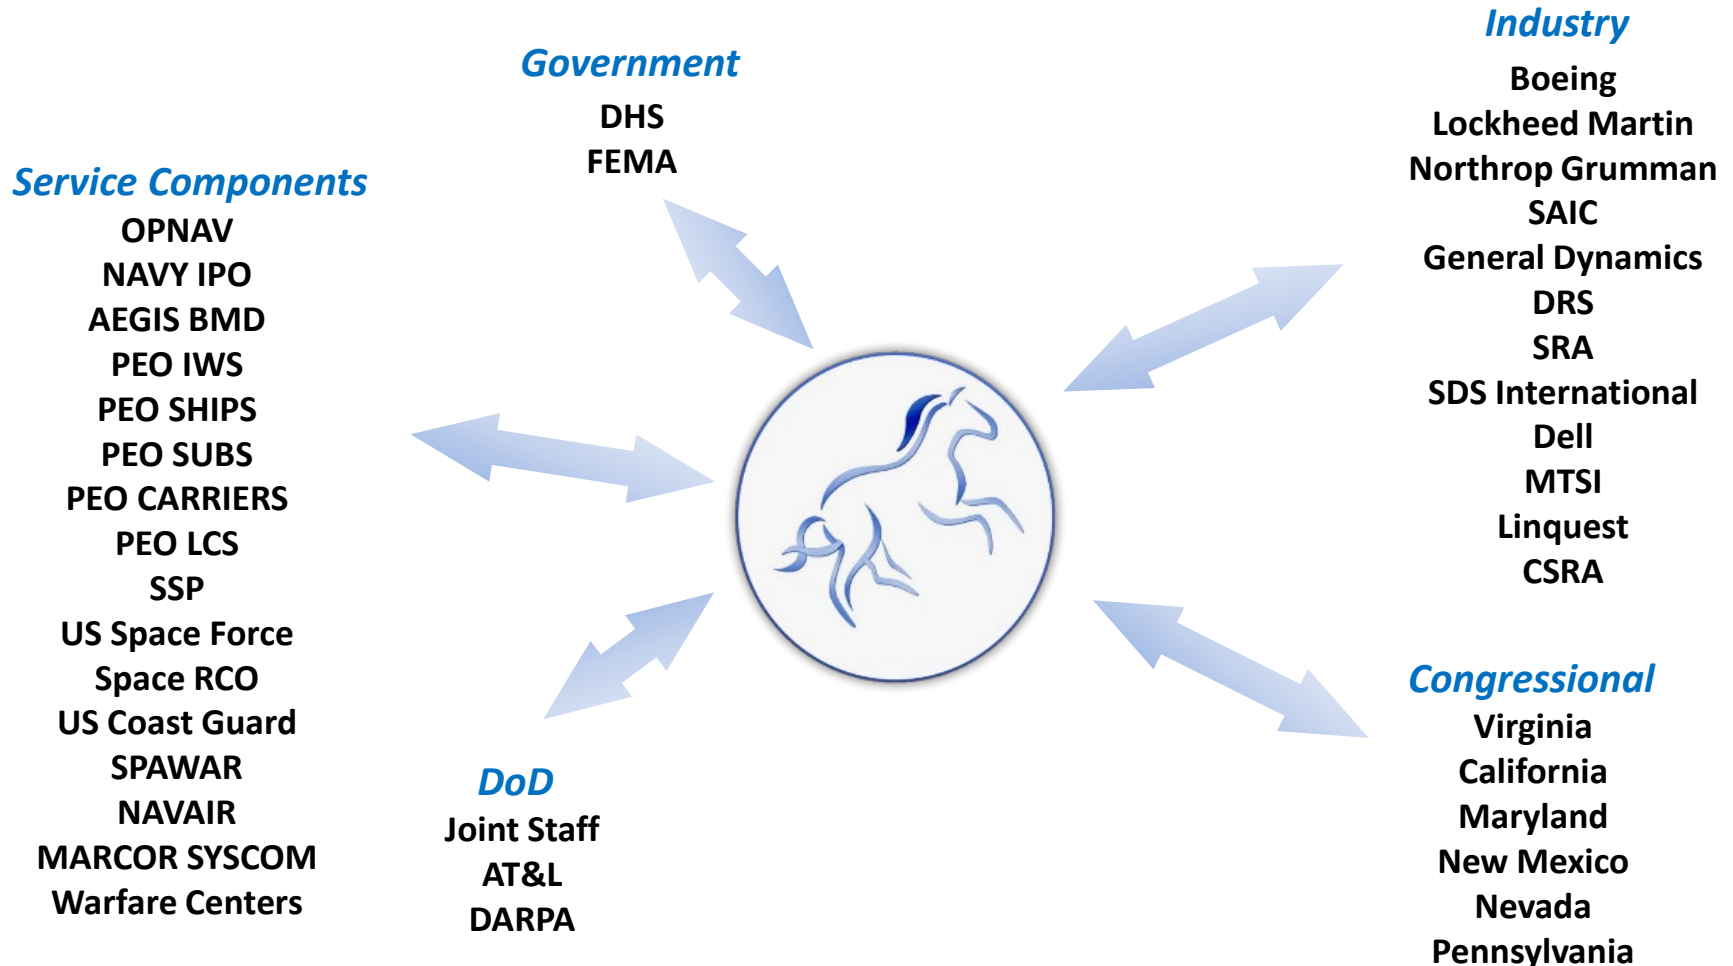 Industry
Boeing
Lockheed Martin
Northrop Grumman
SAIC
General Dynamics
DRS
SRA
SDS International
Dell
MTSI
Linquest
CSRA
Government
DHS
FEMA
Service Components
OPNAV
NAVY IPO
AEGIS BMD
PEO IWS
PEO SHIPS
PEO SUBS
PEO CARRIERS
PEO LCS
SSP
US Space Force
Space RCO
US Coast Guard
SPAWAR
NAVAIR
MARCOR SYSCOM
Warfare Centers
DoD
Joint Staff
AT&L
DARPA
Congressional
Virginia
California
Maryland
New Mexico
Nevada
Pennsylvania